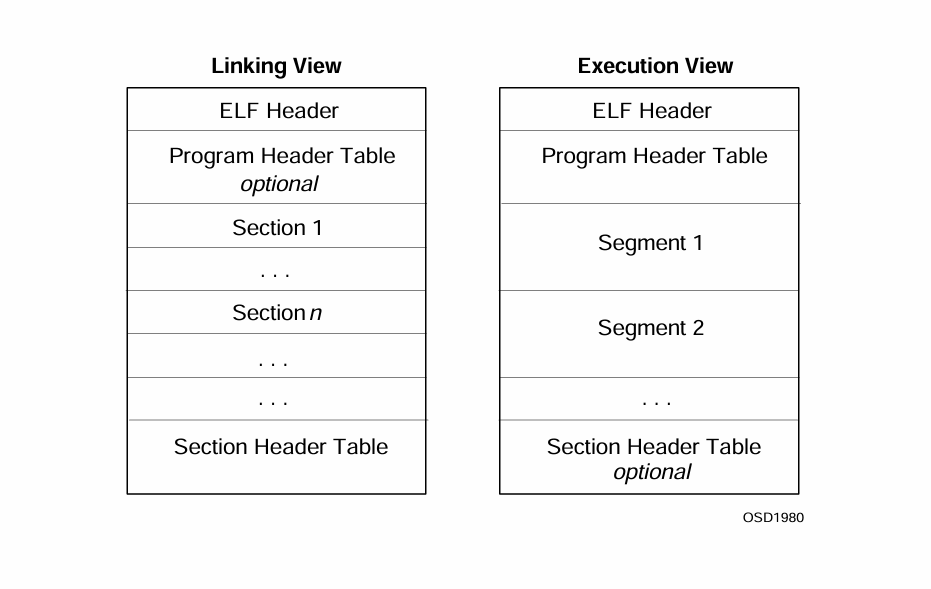 Linking View
ELF Header
Program Header Table
optional
Section 1
. . .
Section n
. . .
. . .
Section Header Table
Execution View
ELF Header
Program Header Table
Segment 1
Segment 2
. . .
Section Header Table
optional
OSD1980